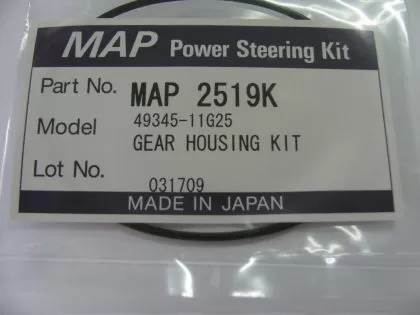 MAP Power Steering Kit
Part No. MAP 2519K
Model 49345-11G25
GEAR HOUSING KIT
Lot No. 031709
MADE IN JAPAN